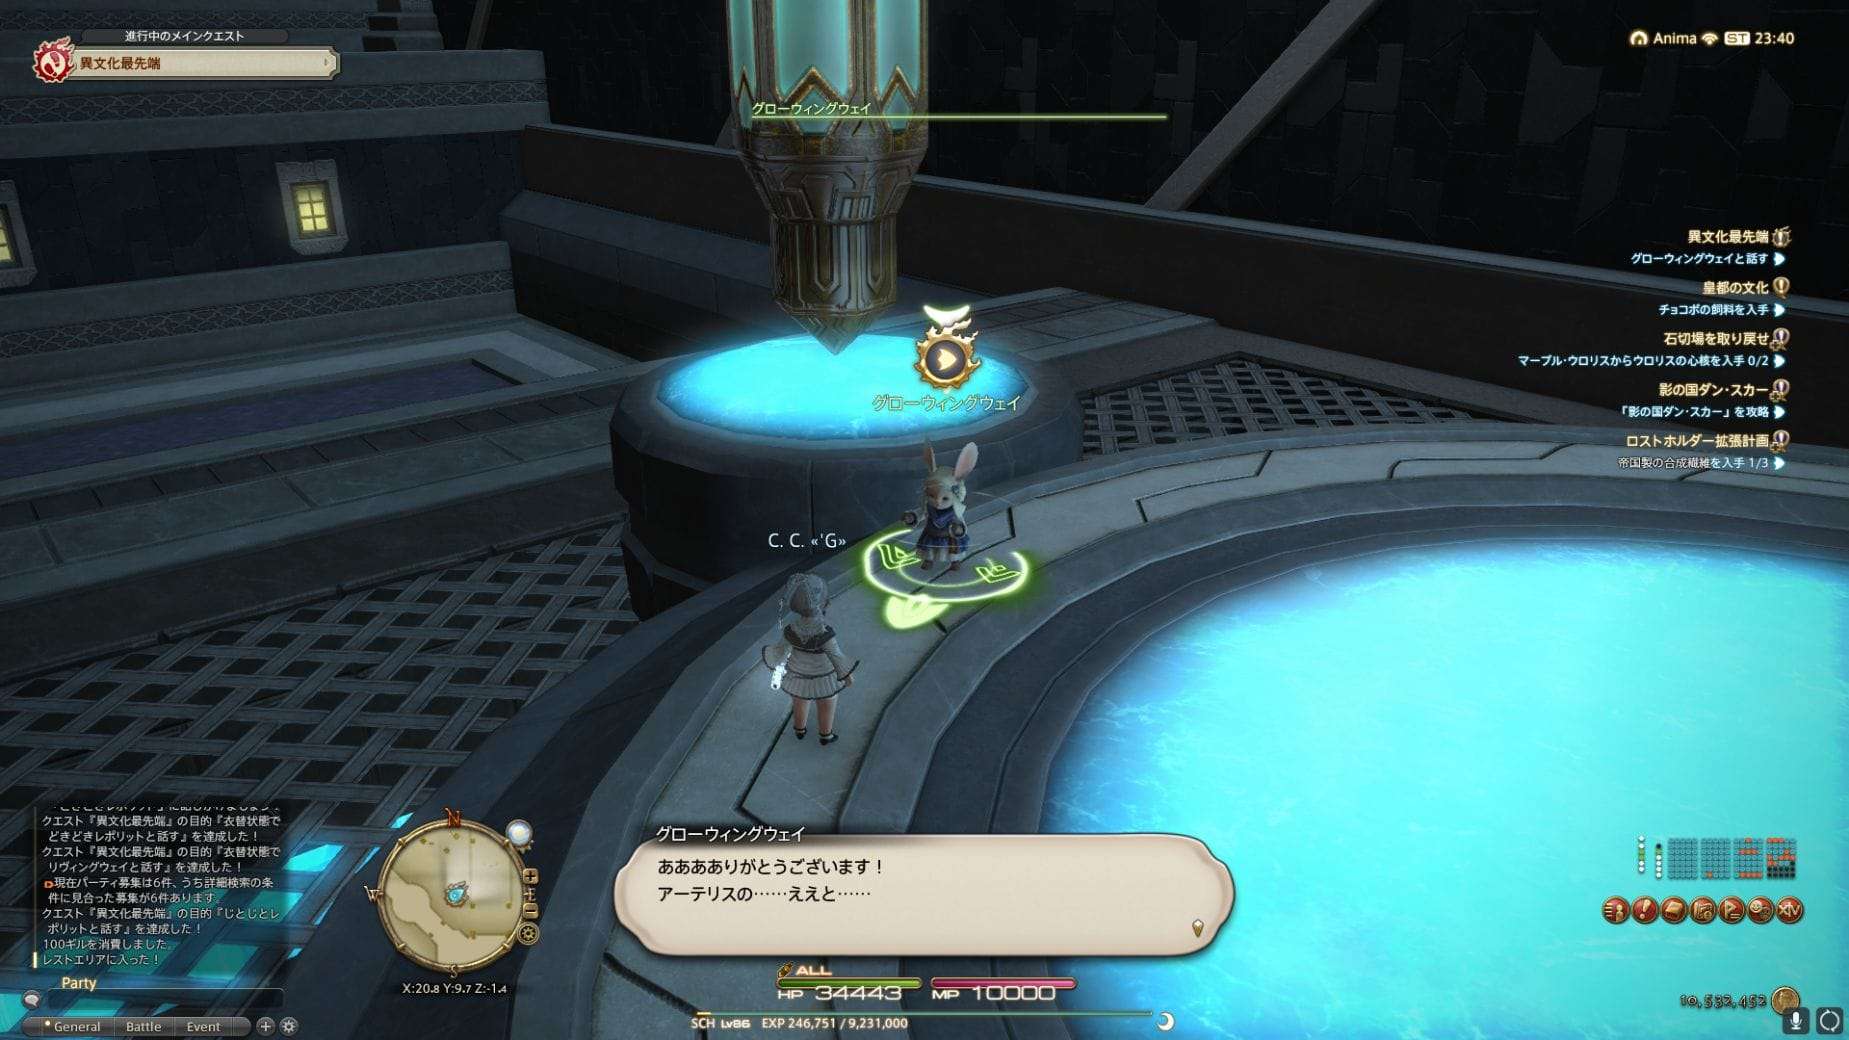 進行中のメインクエスト
異文化最先端
Anima ST 23:40
グローウィングウェイ
異文化最先端
グローウィングウェイと話す
皇都の文化
チョコボの飼料を入手
石切場を取り戻せ
マーブル・ウロリスからウロリスの心核を入手 0/2
影の国ダン・スカー
「影の国ダン・スカー」を攻略
ロストホルダー拡張計画
帝国製の合成繊維を入手 1/3
グローウィングウェイ
C. C. «'G»
グローウィングウェイ
あああありがとうございます！
アーテリスの……ええと……
クエスト『異文化最先端』の目的『衣替状態で
どきどきレポリットと話す』を達成した！
クエスト『異文化最先端』の目的『衣替状態で
リヴィングウェイと話す』を達成した！
現在パーティ募集は6件、うち詳細検索の条
件に見合った募集が6件あります。
クエスト『異文化最先端』の目的『じとじとレ
ポリットと話す』を達成した！
100ギルを消費しました。
レストエリアに入った！
Party
General Battle Event
N
W
E
S
X:20.8 Y:9.7 Z:-1.4
ALL
HP 34443 MP 10000
SCH Lv86 EXP 246,751 / 9,231,000
XIV
10,532,452